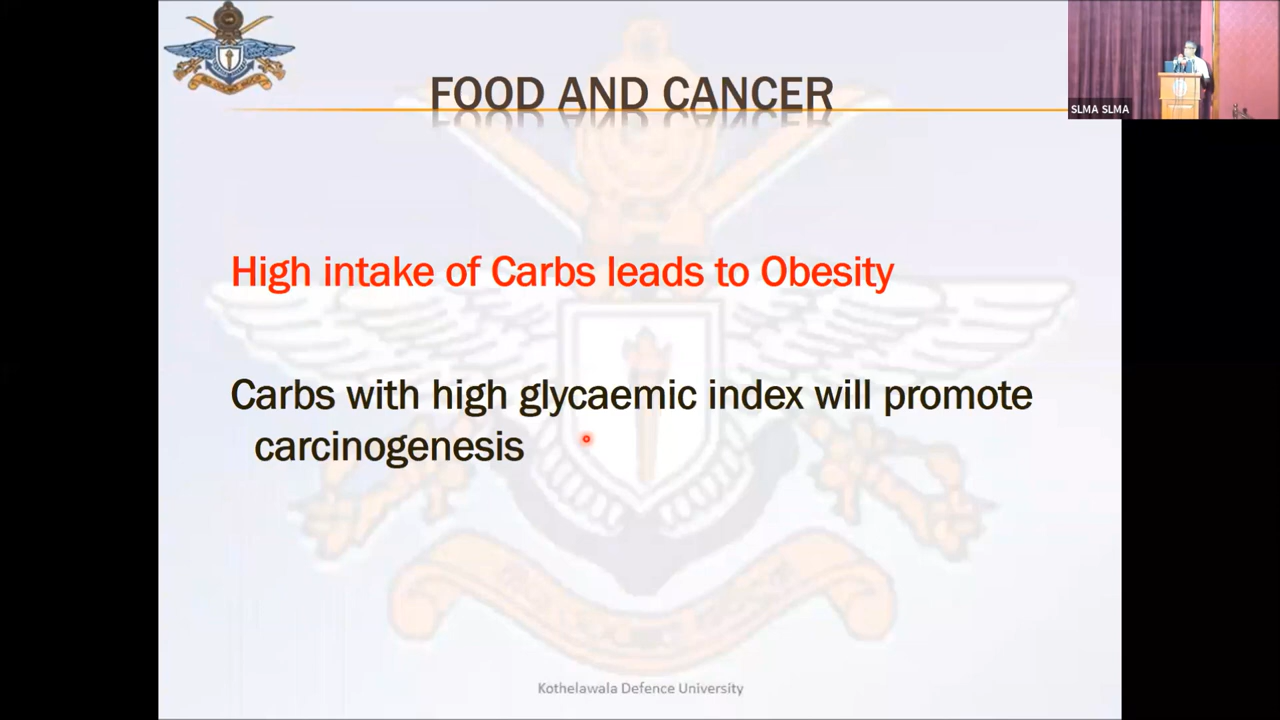 FOOD AND CANCER
SLMA SLMA
High intake of Carbs leads to Obesity
Carbs with high glycaemic index will promote
carcinogenesis
Kothelawala Defence University